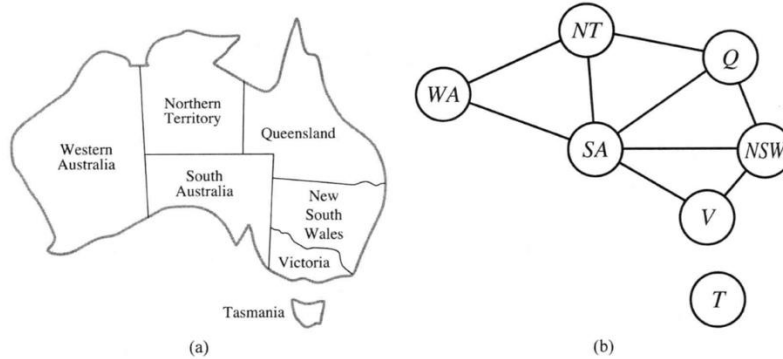 Northern
Territory
Western
Australia
Queensland
South
Australia
New
South
Wales
Victoria
Tasmania
(a)
NT
Q
WA
SA
NSW
V
T
(b)